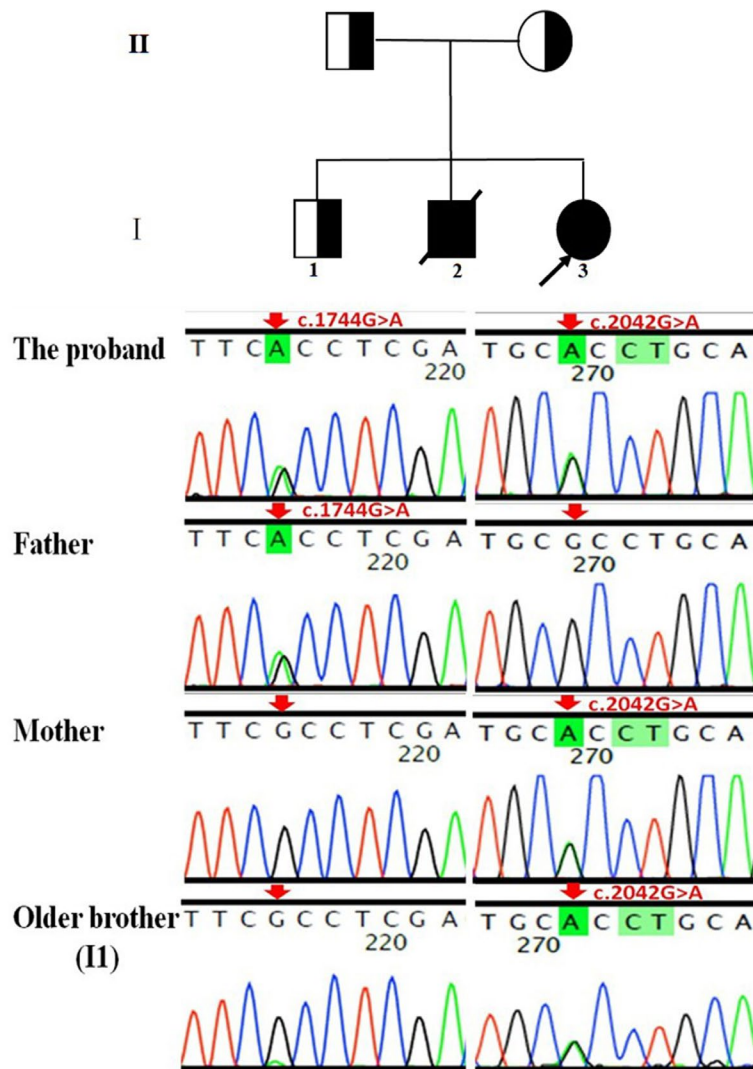 II
I
1 2 3
c.1744G>A c.2042G>A
The proband
T T C A C C T C G A T G C A C C T G C A
220 270
c.1744G>A
Father
T T C A C C T C G A T G C G C C T G C A
220 270
c.2042G>A
Mother
T T C G C C T C G A T G C A C C T G C A
220 270
c.2042G>A
Older brother
(I1)
T T C G C C T C G A T G C A C C T G C A
220 270